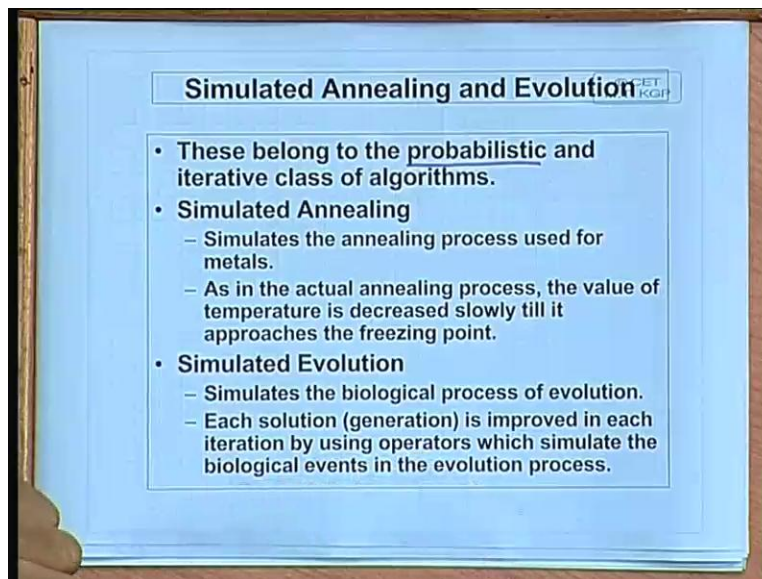 Simulated Annealing and Evolution
CET
KGP
• These belong to the probabilistic and
iterative class of algorithms.
• Simulated Annealing
– Simulates the annealing process used for
metals.
– As in the actual annealing process, the value of
temperature is decreased slowly till it
approaches the freezing point.
• Simulated Evolution
– Simulates the biological process of evolution.
– Each solution (generation) is improved in each
iteration by using operators which simulate the
biological events in the evolution process.